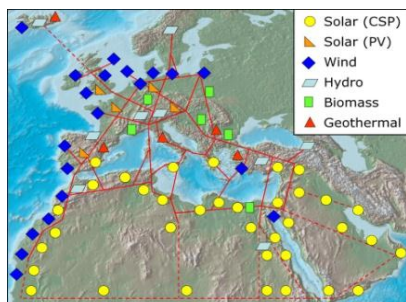 Solar (CSP)
Solar (PV)
Wind
Hydro
Biomass
Geothermal